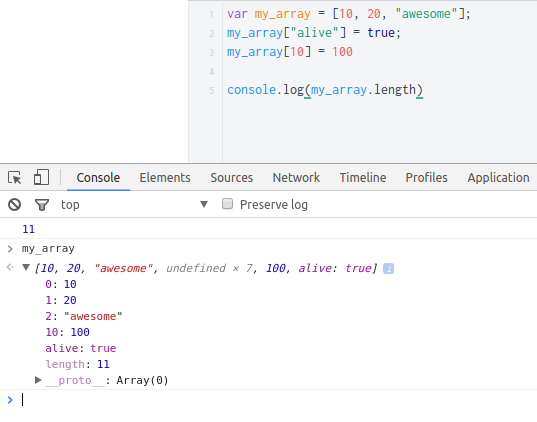 1 var my_array = [10, 20, "awesome"];
2 my_array["alive"] = true;
3 my_array[10] = 100
4
5 console.log(my_array.length)
Console Elements Sources Network Timeline Profiles Application
top Preserve log
11
my_array
[10, 20, "awesome", undefined × 7, 100, alive: true] i
0: 10
1: 20
2: "awesome"
10: 100
alive: true
length: 11
__proto__: Array(0)